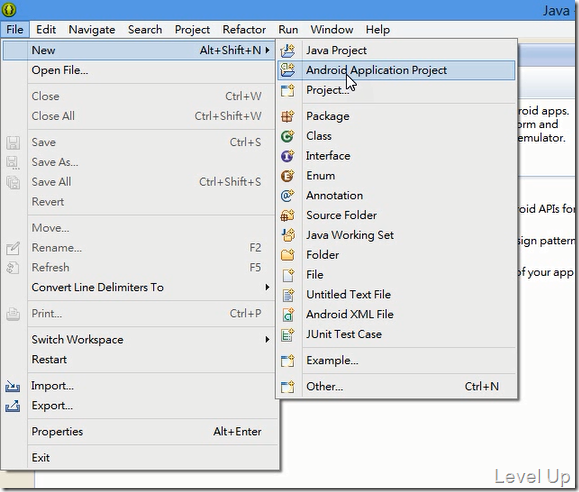 Java
File Edit Navigate Search Project Refactor Run Window Help
New Alt+Shift+N
Open File...
Close Ctrl+W
Close All Ctrl+Shift+W
Save Ctrl+S
Save As...
Save All Ctrl+Shift+S
Revert
Move...
Rename... F2
Refresh F5
Convert Line Delimiters To
Print... Ctrl+P
Switch Workspace
Restart
Import...
Export...
Properties Alt+Enter
Exit
Java Project
Android Application Project
Project...
Package
Class
Interface
Enum
Annotation
Source Folder
Java Working Set
Folder
File
Untitled Text File
Android XML File
JUnit Test Case
Example...
Other... Ctrl+N
roid apps.
orm and
emulator.
oid APIs for
sign pattern
of your app
Level Up